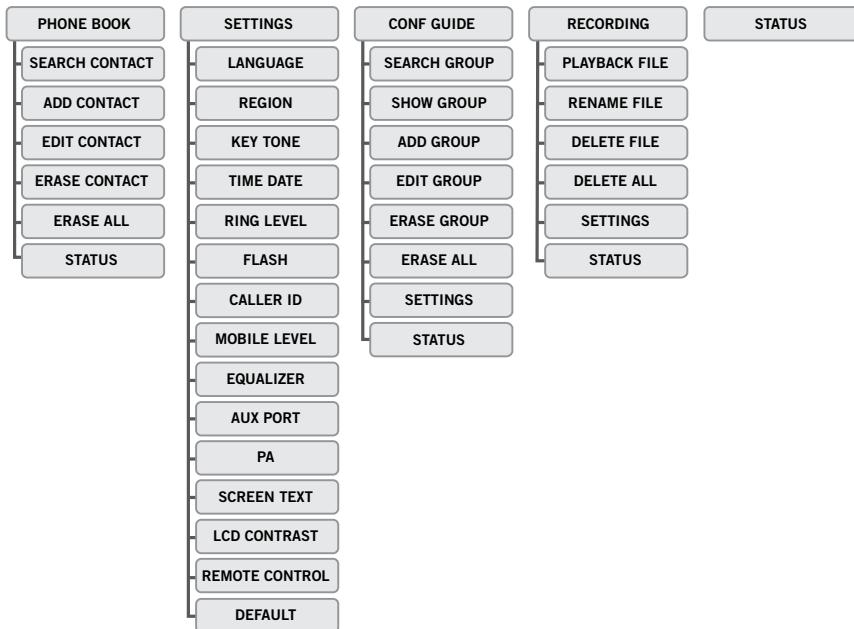 PHONE BOOK
SEARCH CONTACT
ADD CONTACT
EDIT CONTACT
ERASE CONTACT
ERASE ALL
STATUS
SETTINGS
LANGUAGE
REGION
KEY TONE
TIME DATE
RING LEVEL
FLASH
CALLER ID
MOBILE LEVEL
EQUALIZER
AUX PORT
PA
SCREEN TEXT
LCD CONTRAST
REMOTE CONTROL
DEFAULT
CONF GUIDE
SEARCH GROUP
SHOW GROUP
ADD GROUP
EDIT GROUP
ERASE GROUP
ERASE ALL
SETTINGS
STATUS
RECORDING
PLAYBACK FILE
RENAME FILE
DELETE FILE
DELETE ALL
SETTINGS
STATUS
STATUS